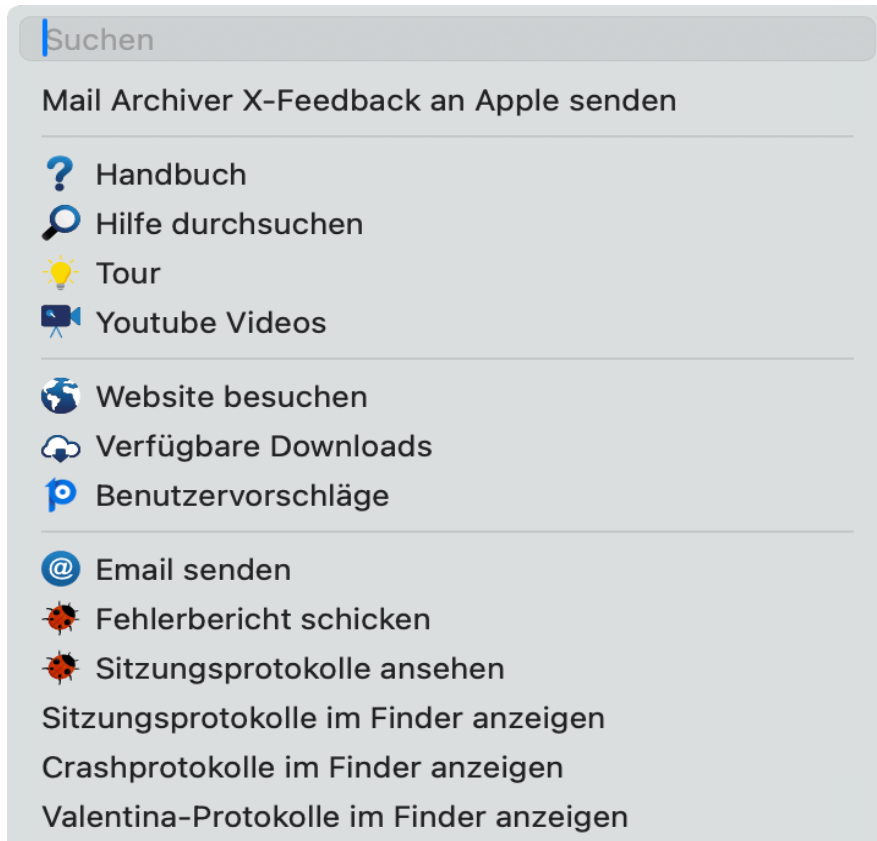 Suchen
Mail Archiver X-Feedback an Apple senden
Handbuch
Hilfe durchsuchen
Tour
Youtube Videos
Website besuchen
Verfügbare Downloads
Benutzervorschläge
Email senden
Fehlerbericht schicken
Sitzungsprotokolle ansehen
Sitzungsprotokolle im Finder anzeigen
Crashprotokolle im Finder anzeigen
Valentina-Protokolle im Finder anzeigen